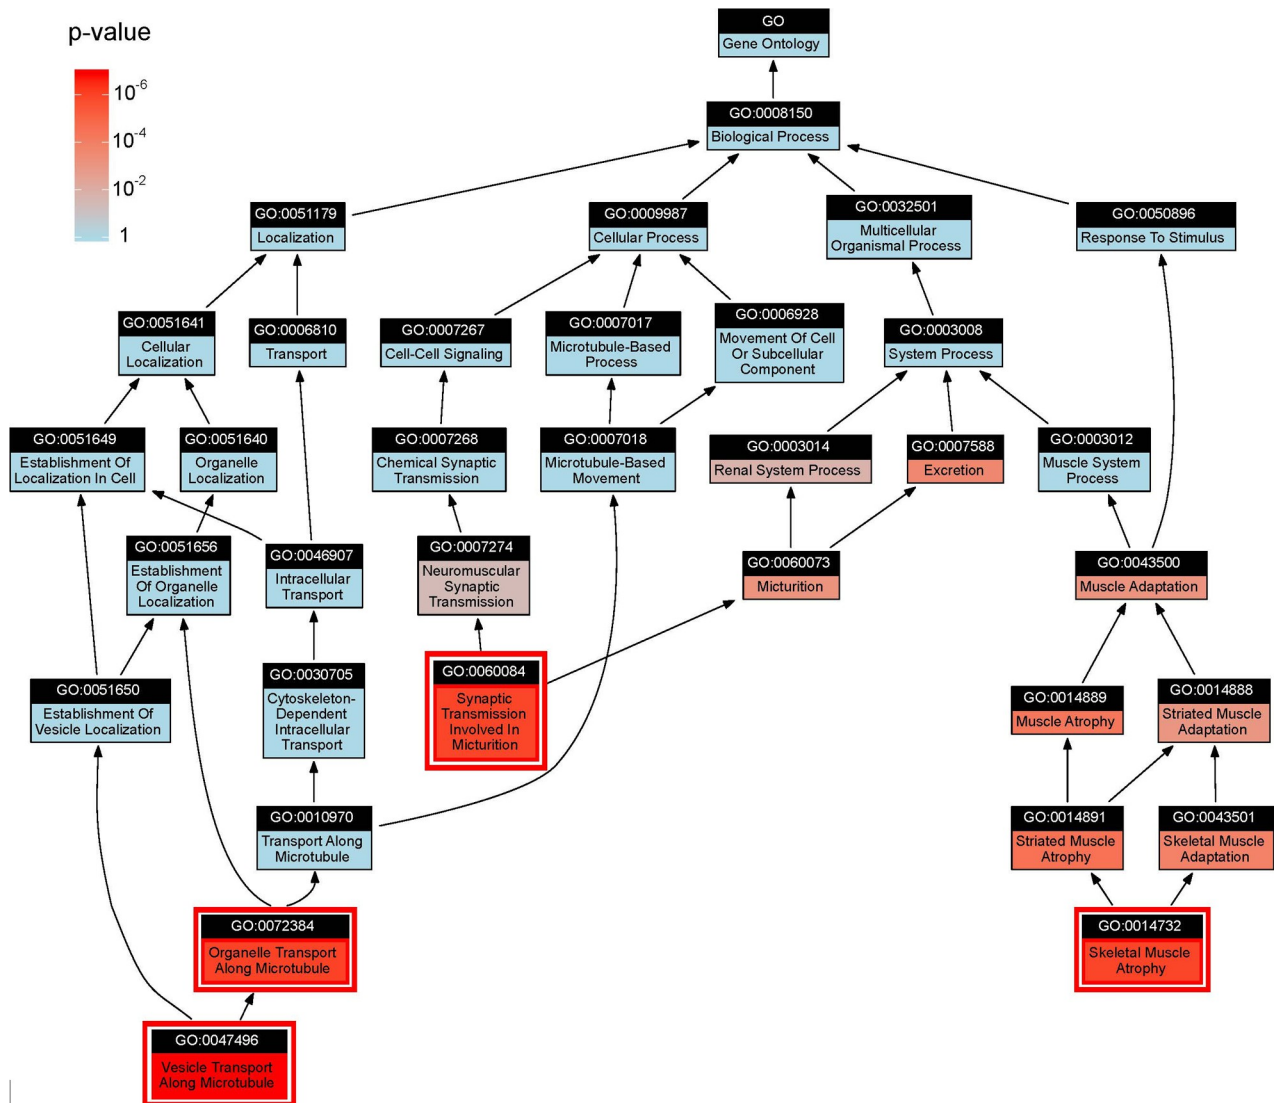 p-value
10-6
10-4
10-2
1
GO
Gene Ontology
GO:0008150
Biological Process
GO:0051179
Localization
GO:0009987
Cellular Process
GO:0032501
Multicellular
Organismal Process
GO:0050896
Response To Stimulus
GO:0051641
Cellular
Localization
GO:0006810
Transport
GO:0007267
Cell-Cell Signaling
GO:0007017
Microtubule-Based
Process
GO:0006928
Movement Of Cell
Or Subcellular
Component
GO:0003008
System Process
GO:0051649
Establishment Of
Localization In Cell
GO:0051640
Organelle
Localization
GO:0007268
Chemical Synaptic
Transmission
GO:0007018
Microtubule-Based
Movement
GO:0003014
Renal System Process
GO:0007588
Excretion
GO:0003012
Muscle System
Process
GO:0051656
Establishment
Of Organelle
Localization
GO:0046907
Intracellular
Transport
GO:0007274
Neuromuscular
Synaptic
Transmission
GO:0060073
Micturition
GO:0043500
Muscle Adaptation
GO:0051650
Establishment Of
Vesicle Localization
GO:0030705
Cytoskeleton-
Dependent
Intracellular
Transport
GO:0060084
Synaptic
Transmission
Involved In
Micturition
GO:0014889
Muscle Atrophy
GO:0014888
Striated Muscle
Adaptation
GO:0010970
Transport Along
Microtubule
GO:0014891
Striated Muscle
Atrophy
GO:0043501
Skeletal Muscle
Adaptation
GO:0072384
Organelle Transport
Along Microtubule
GO:0014732
Skeletal Muscle
Atrophy
GO:0047496
Vesicle Transport
Along Microtubule